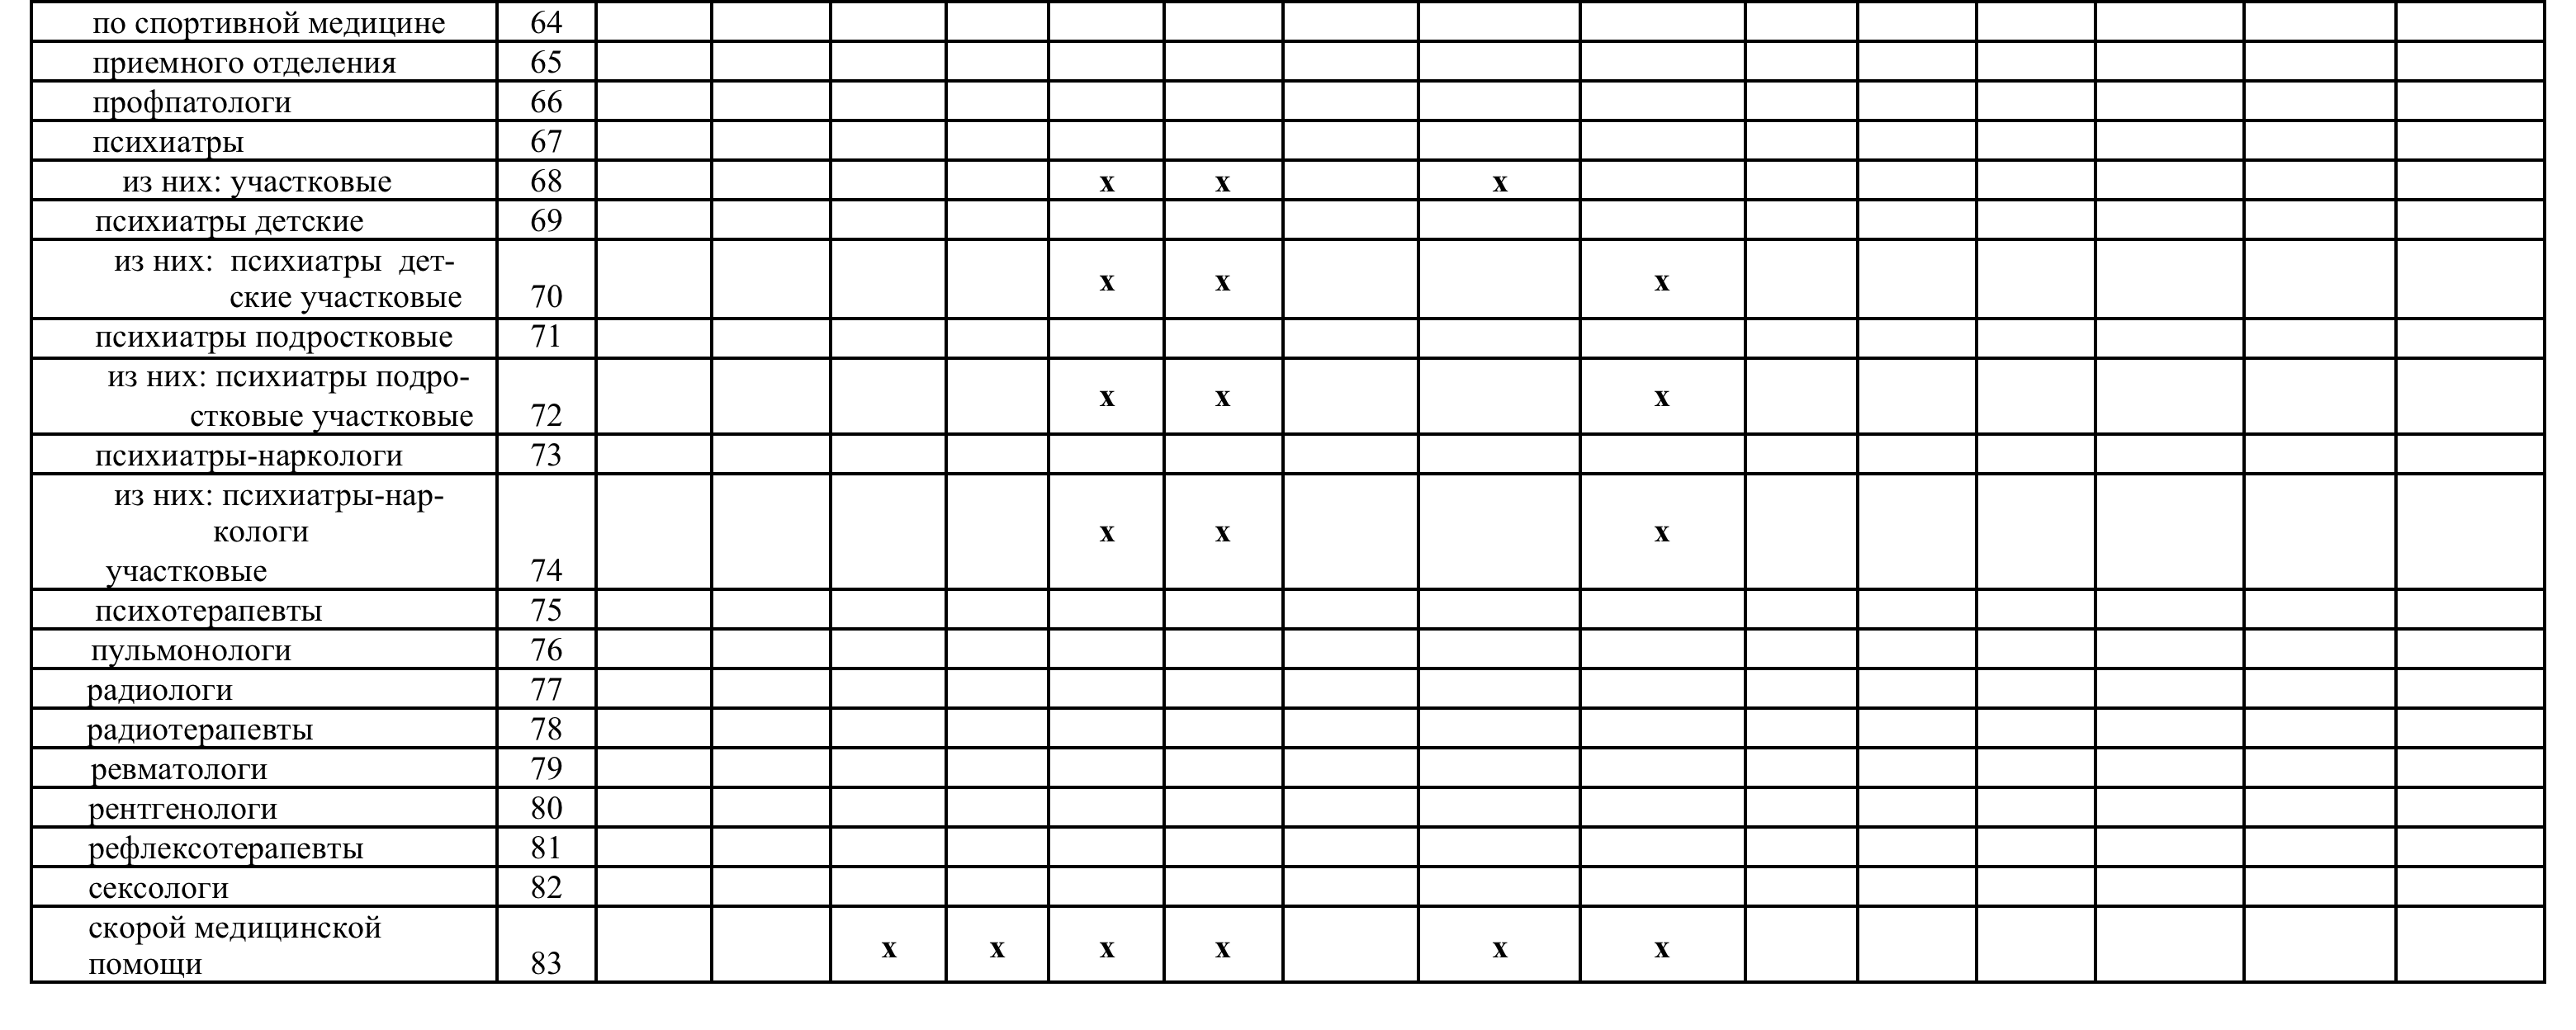 по спортивной медицине 64
приемного отделения 65
профпатологи 66
психиатры 67
из них: участковые 68 х х х
психиатры детские 69
из них: психиатры дет-
ские участковые 70 х х х
психиатры подростковые 71
из них: психиатры подро-
стковые участковые 72 х х х
психиатры-наркологи 73
из них: психиатры-нар-
кологи х х х
участковые 74
психотерапевты 75
пульмонологи 76
радиологи 77
радиотерапевты 78
ревматологи 79
рентгенологи 80
рефлексотерапевты 81
сексологи 82
скорой медицинской
помощи 83 х х х х х х